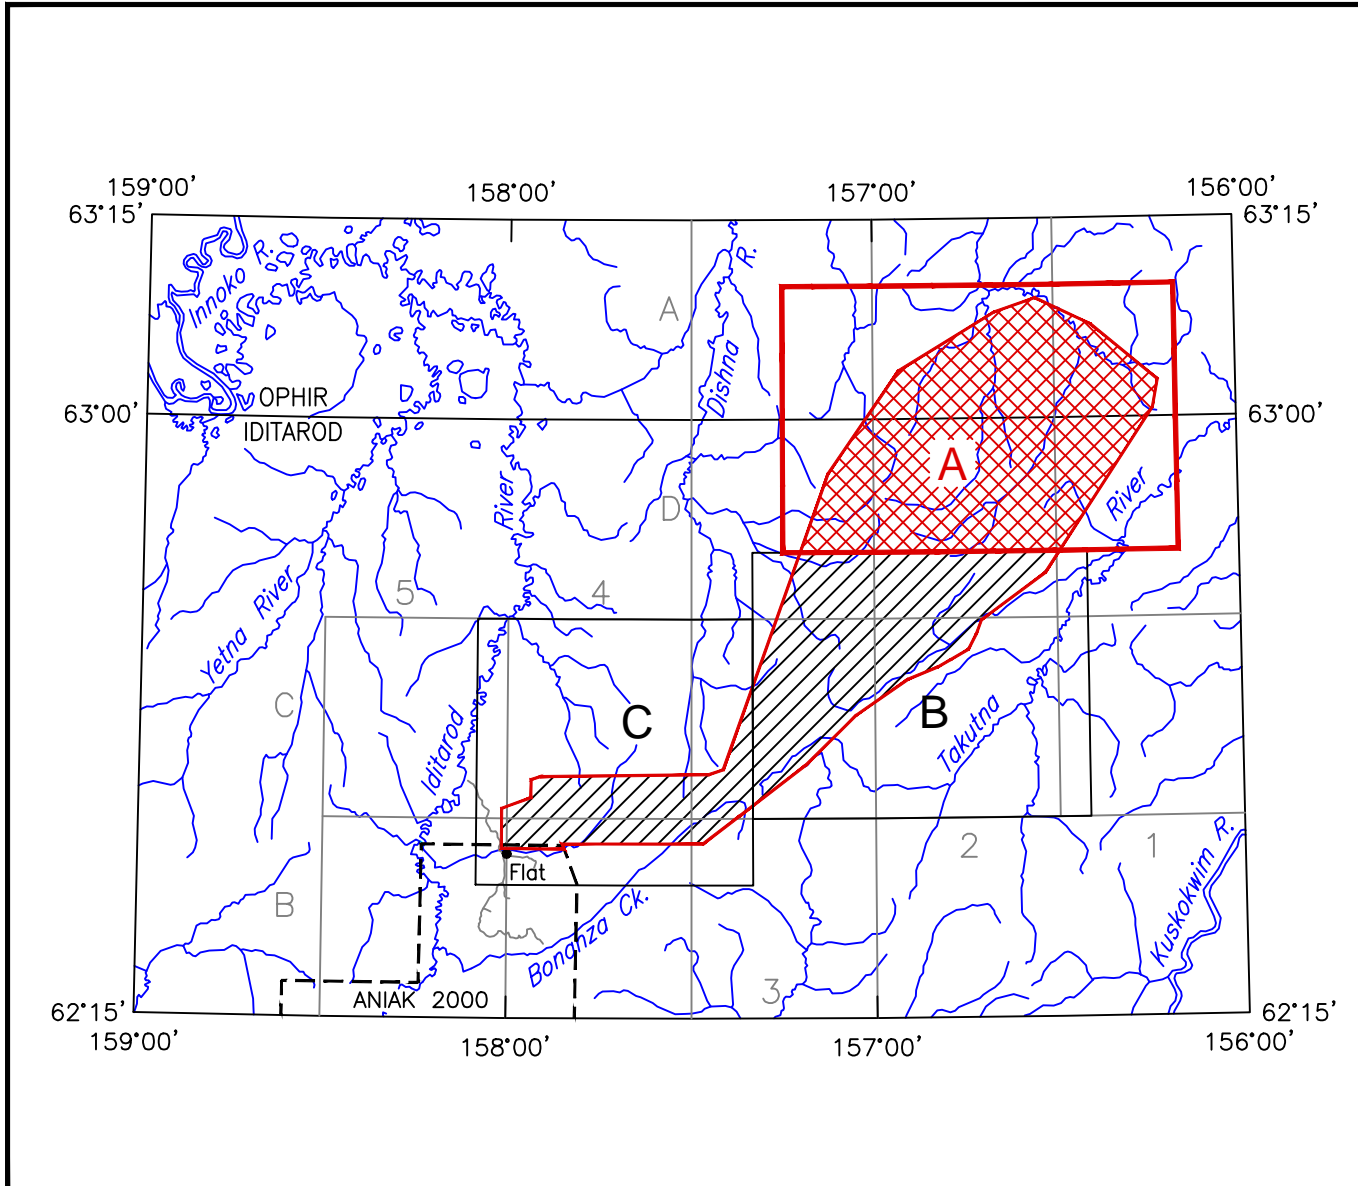 159°00'
158°00'
157°00'
156°00'
63°15'
63°15'
Innoko R.
R.
A
Dishna
OPHIR
63°00'
63°00'
IDITAROD
A
River
River
D
5
4
Yetna River
C
C
B
Iditarod
Takutna
2
1
Flat
B
Bonanza Ck.
Kuskokwim R.
ANIAK 2000
3
62°15'
62°15'
159°00'
158°00'
157°00'
156°00'